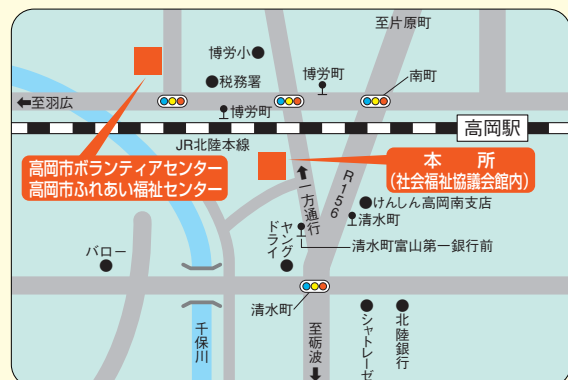 至片原町
博労小
税務署
博労町
南町
←至羽広
博労町
高岡駅
JR北陸本線
高岡市ボランティアセンター
高岡市ふれあい福祉センター
本所
(社会福祉協議会館内)
一方通行
R156
けんしん高岡南支店
清水町
ヤング
ドライ
清水町富山第一銀行前
バロー
清水町
千保川
至砺波
シャトレーゼ
北陸銀行